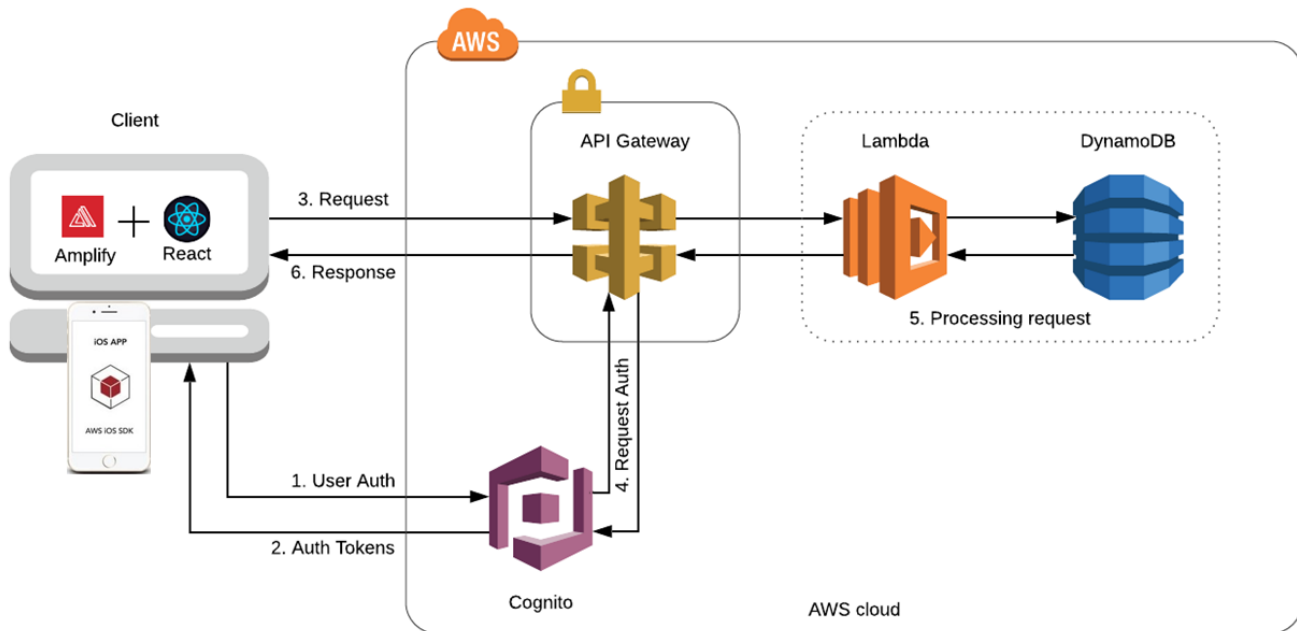 AWS
Client
API Gateway
Lambda
DynamoDB
3. Request
Amplify
React
6. Response
5. Processing request
iOS APP
AWS iOS SDK
4. Request Auth
1. User Auth
2. Auth Tokens
Cognito
AWS cloud